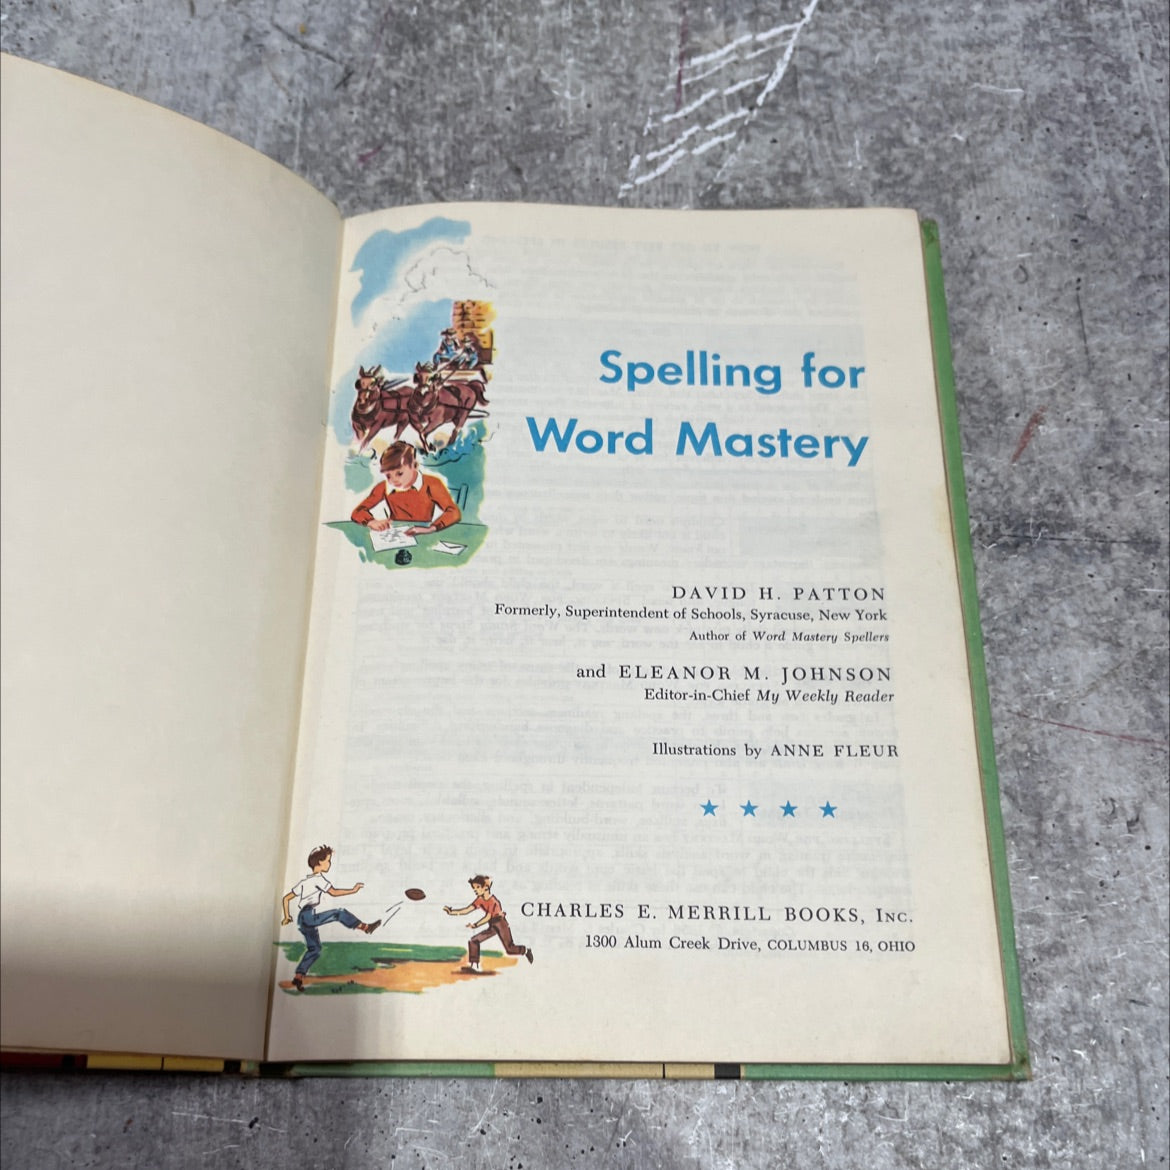 Spelling for
Word Mastery
DAVID H. PATTON
Formerly, Superintendent of Schools, Syracuse, New York
Author of Word Mastery Spellers
and ELEANOR M. JOHNSON
Editor-in-Chief My Weekly Reader
Illustrations by ANNE FLEUR
CHARLES E. MERRILL BOOKS, INC.
1300 Alum Creek Drive, COLUMBUS 16, OHIO